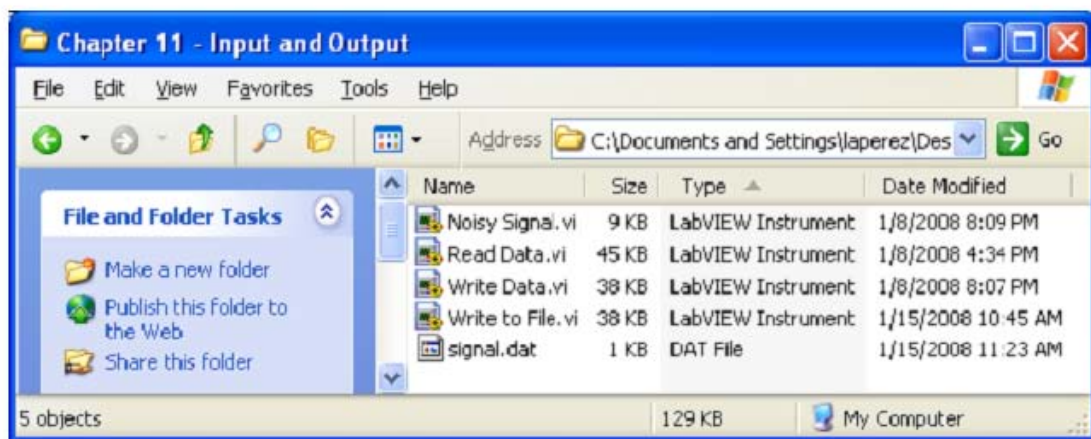 Chapter 11 - Input and Output
File Edit View Favorites Tools Help
Address C:\Documents and Settings\laperez\Des Go
File and Folder Tasks
Make a new folder
Publish this folder to
the Web
Share this folder
Name Size Type Date Modified
Noisy Signal.vi 9 KB LabVIEW Instrument 1/8/2008 8:09 PM
Read Data.vi 45 KB LabVIEW Instrument 1/8/2008 4:34 PM
Write Data.vi 38 KB LabVIEW Instrument 1/8/2008 8:07 PM
Write to File.vi 38 KB LabVIEW Instrument 1/15/2008 10:45 AM
signal.dat 1 KB DAT File 1/15/2008 11:23 AM
5 objects 129 KB My Computer